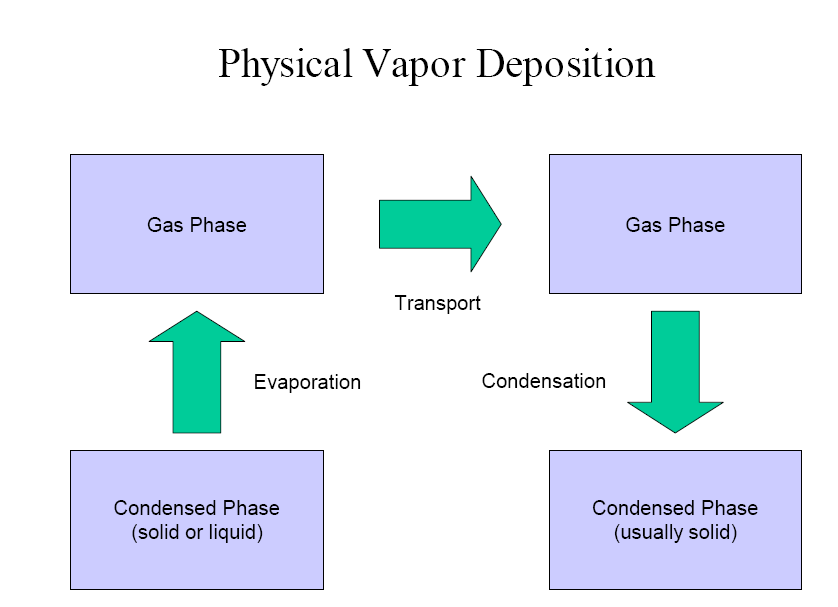 Physical Vapor Deposition
Gas Phase
Gas Phase
Transport
Evaporation
Condensation
Condensed Phase
(solid or liquid)
Condensed Phase
(usually solid)